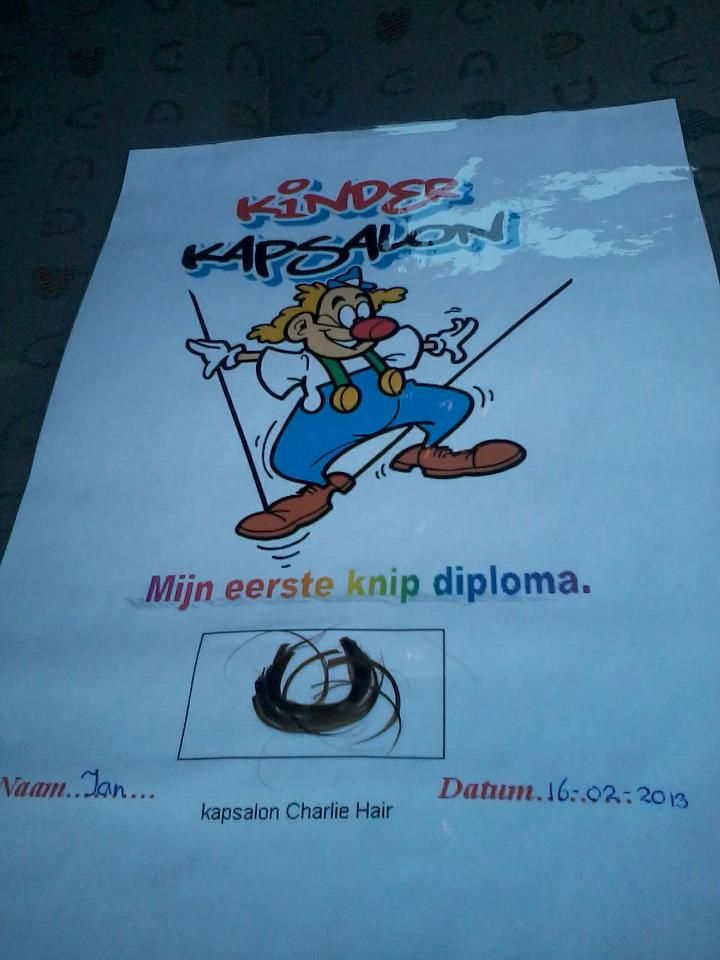 KINDER
KAPSALON
Mijn eerste knip diploma.
Naam..Jan...
Datum.16-.02-.2013
kapsalon Charlie Hair